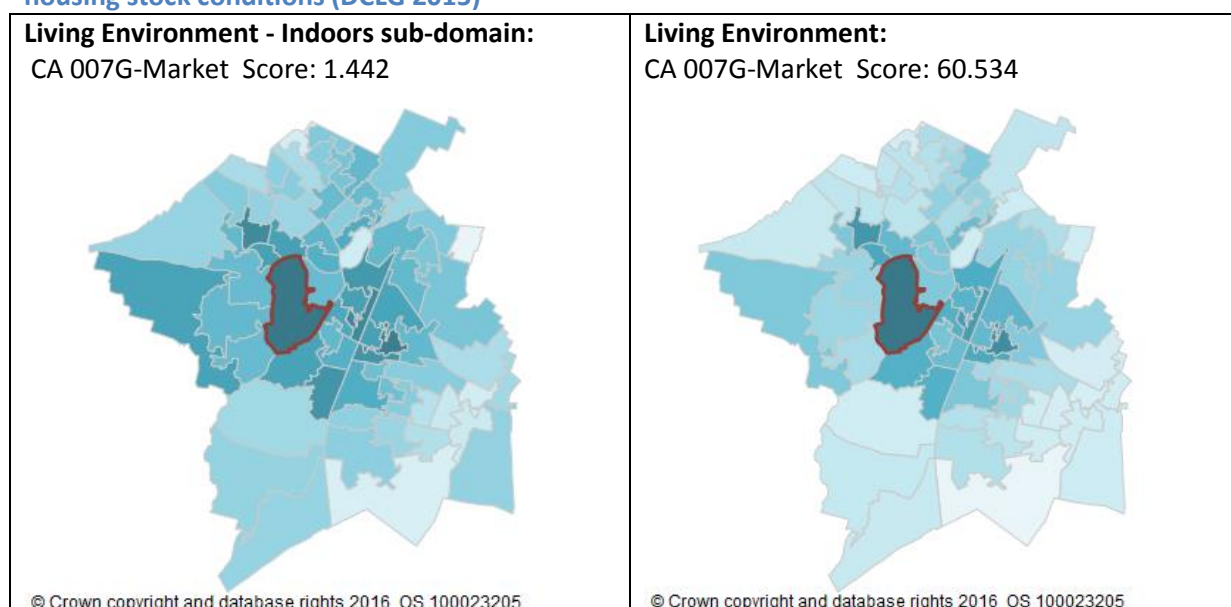 housing stock conditions (DCLG 2015)
Living Environment - Indoors sub-domain:
CA 007G-Market Score: 1.442
© Crown copyright and database rights 2016 OS 100023205
Living Environment:
CA 007G-Market Score: 60.534
© Crown copyright and database rights 2016 OS 100023205